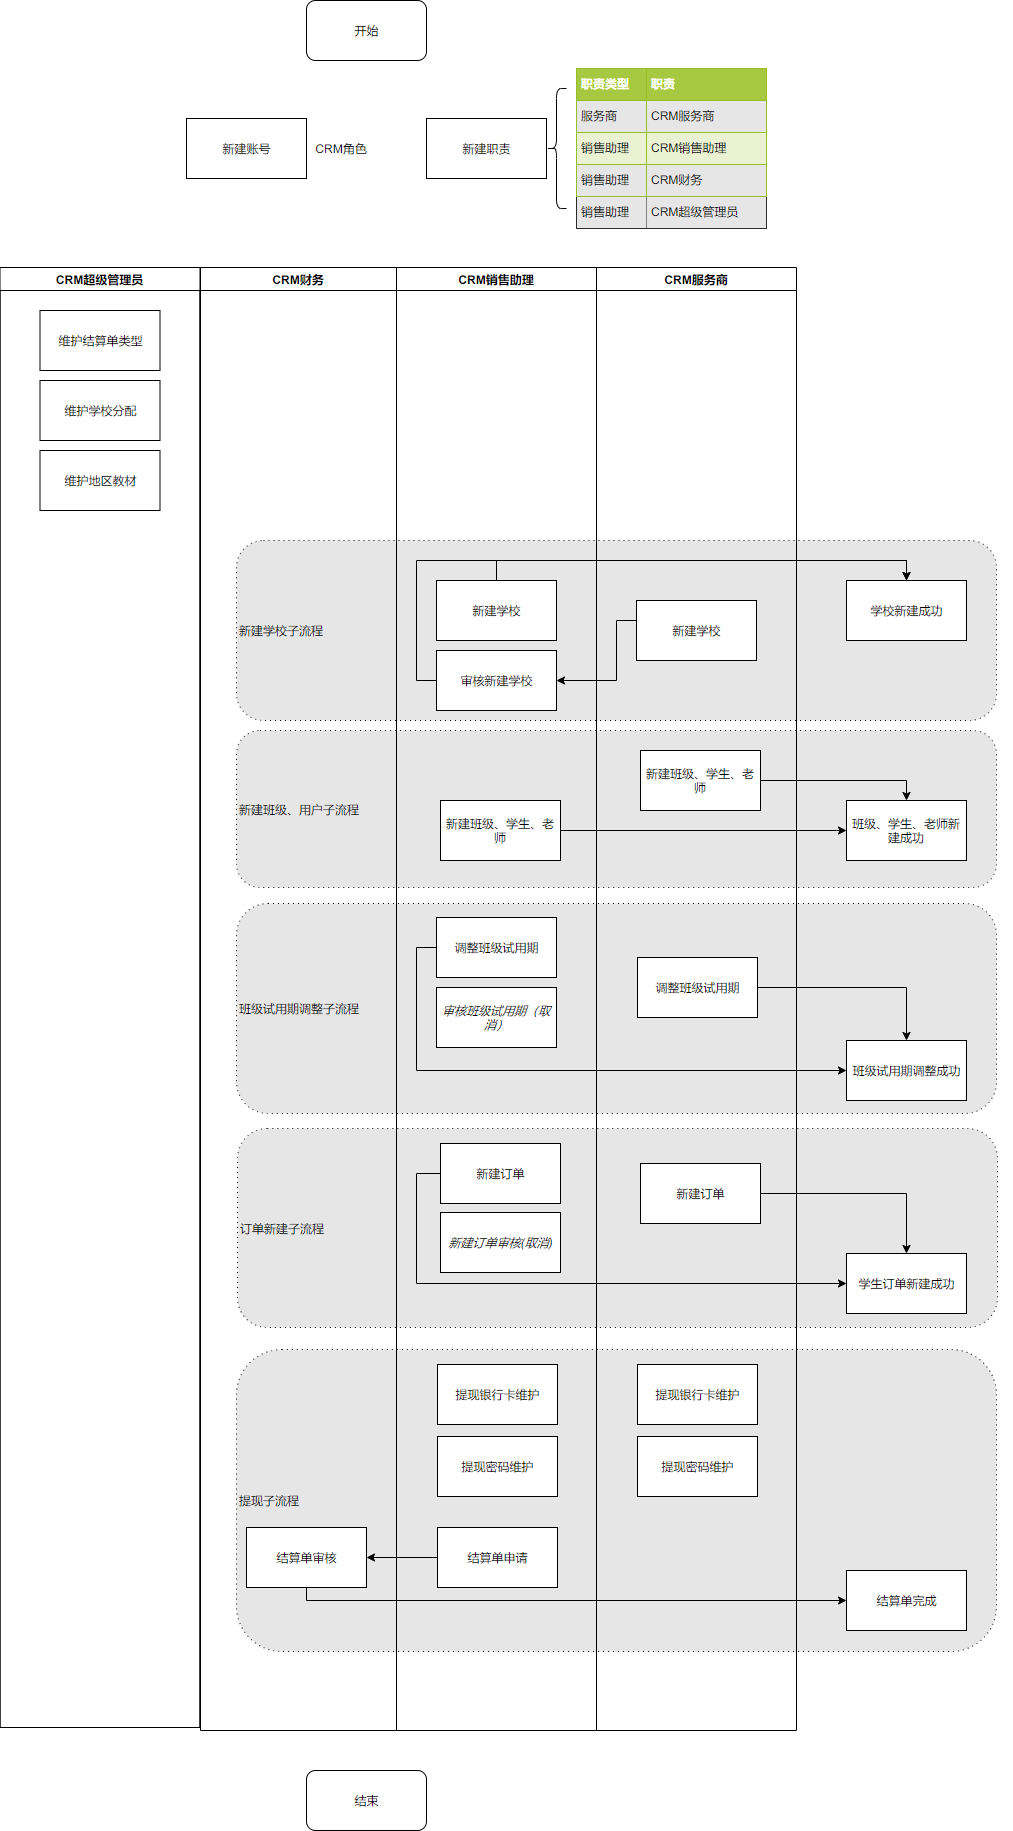 开始
职责类型 职责
服务商 CRM服务商
销售助理 CRM销售助理
销售助理 CRM财务
销售助理 CRM超级管理员
新建账号
CRM角色
新建职责
CRM超级管理员
CRM财务
CRM销售助理
CRM服务商
维护结算单类型
维护学校分配
维护地区教材
新建学校子流程
新建学校
审核新建学校
新建学校
学校新建成功
新建班级、用户子流程
新建班级、学生、老
师
新建班级、学生、老
师
班级、学生、老师新
建成功
班级试用期调整子流程
调整班级试用期
审核班级试用期（取
消）
调整班级试用期
班级试用期调整成功
订单新建子流程
新建订单
新建订单审核(取消)
新建订单
学生订单新建成功
提现子流程
提现银行卡维护
提现银行卡维护
提现密码维护
提现密码维护
结算单审核
结算单申请
结算单完成
结束